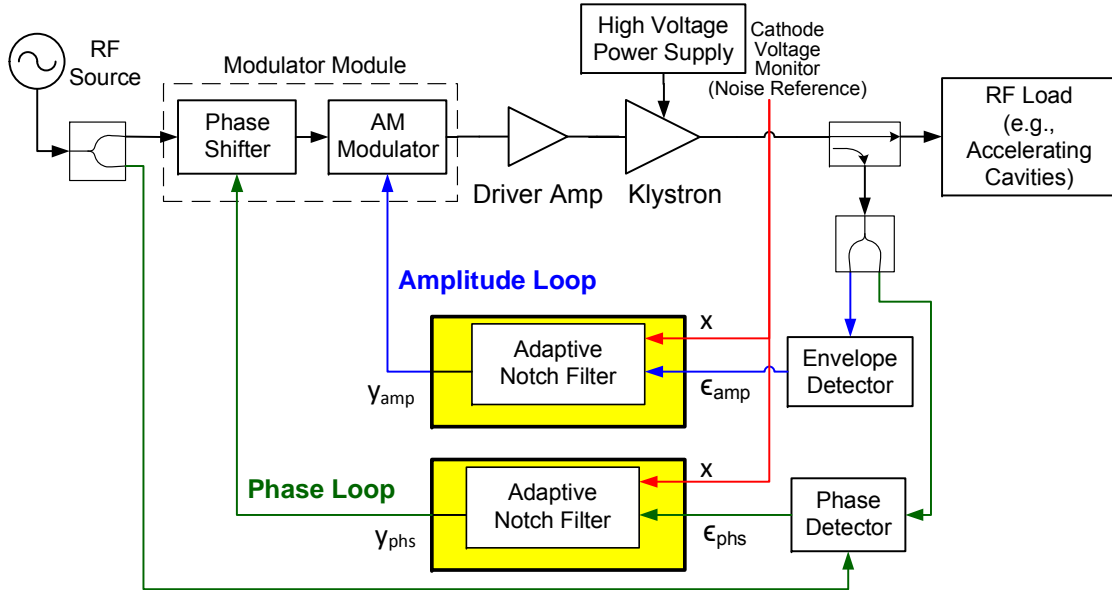 RF
Source
Modulator Module
Phase
Shifter
AM
Modulator
Driver Amp
High Voltage
Power Supply
Klystron
Cathode
Voltage
Monitor
(Noise Reference)
RF Load
(e.g.,
Accelerating
Cavities)
Amplitude Loop
Adaptive
Notch Filter
x
ϵamp
yamp
Envelope
Detector
Phase Loop
Adaptive
Notch Filter
x
ϵphs
yphs
Phase
Detector